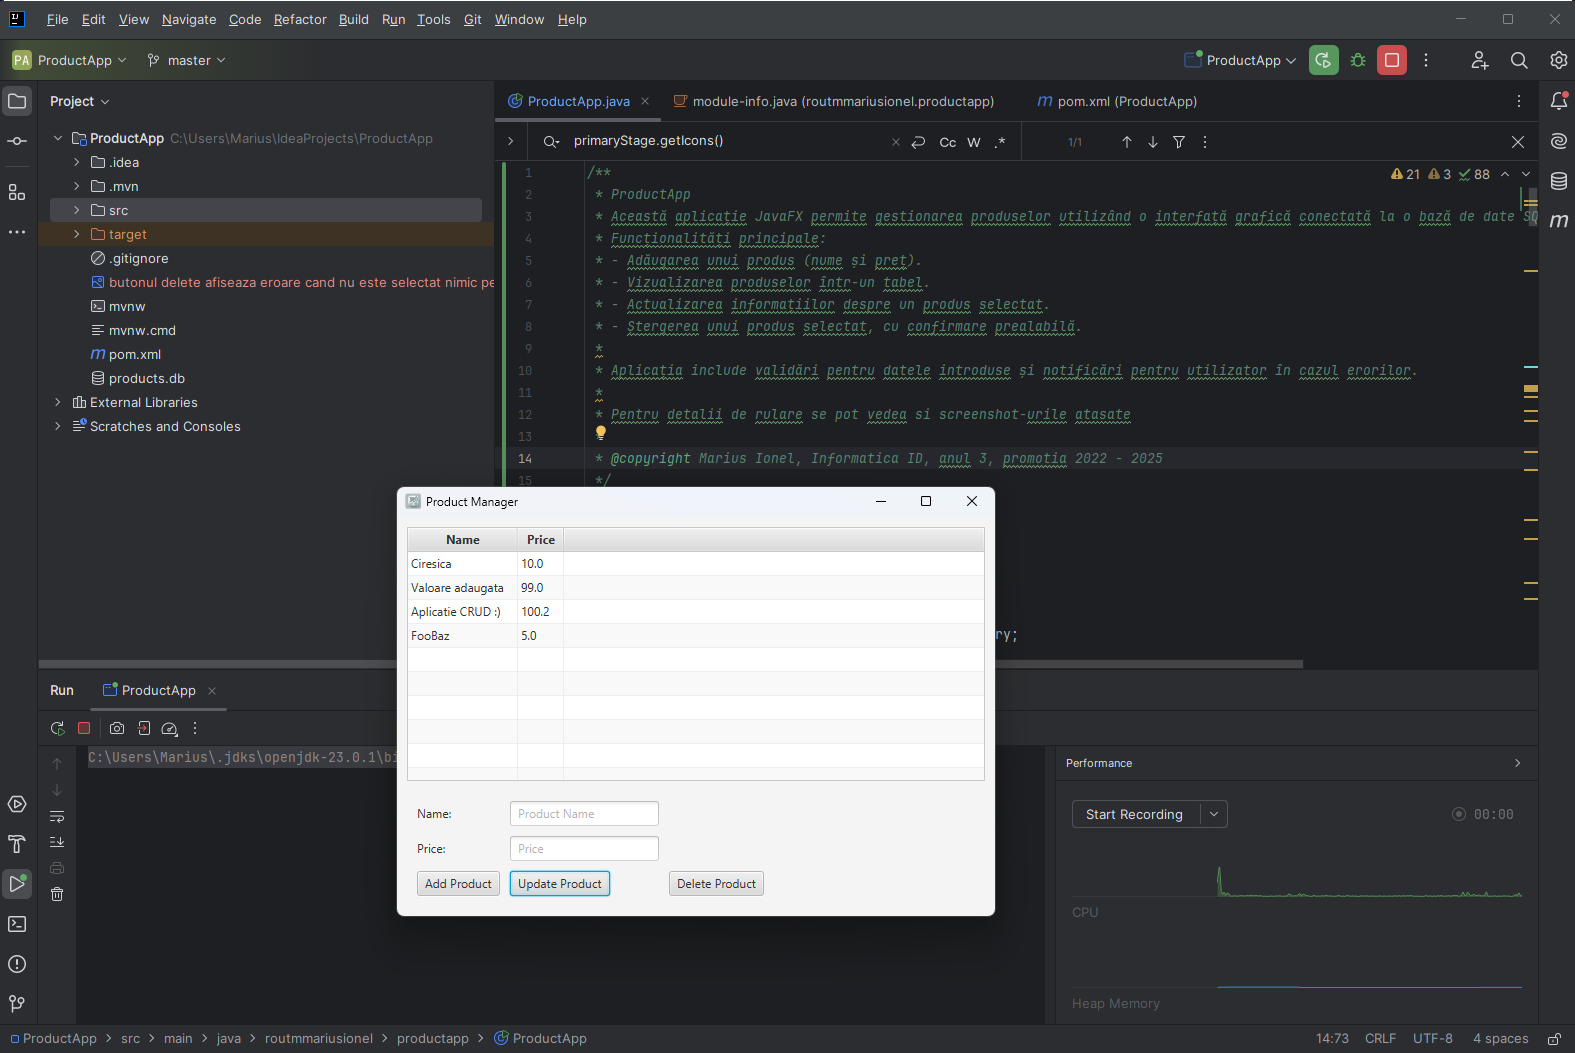 File Edit View Navigate Code Refactor Build Run Tools Git Window Help
PA ProductApp master ProductApp
Project
ProductApp.java module-info.java (routmmariusionel.productapp) m pom.xml (ProductApp)
ProductApp C:\Users\Marius\IdeaProjects\ProductApp
.idea
.mvn
src
target
.gitignore
butonul delete afiseaza eroare cand nu este selectat nimic pe
mvnw
mvnw.cmd
m pom.xml
products.db
External Libraries
Scratches and Consoles
primaryStage.getIcons() Cc W .* 1/1
21 3 88
1 /**
2 * ProductApp
3 * Această aplicație JavaFX permite gestionarea produselor utilizând o interfață grafică conectată la o bază de date SQ
4 * Funcționalități principale:
5 * - Adăugarea unui produs (nume și preț).
6 * - Vizualizarea produselor într-un tabel.
7 * - Actualizarea informațiilor despre un produs selectat.
8 * - Stergerea unui produs selectat, cu confirmare prealabilă.
9 *
10 * Aplicația include validări pentru datele introduse și notificări pentru utilizator în cazul erorilor.
11 *
12 * Pentru detalii de rulare se pot vedea si screenshot-urile atasate
13
14 * @copyright Marius Ionel, Informatica ID, anul 3, promotia 2022 - 2025
15 */
ry;
m
Product Manager
Name Price
Ciresica 10.0
Valoare adaugata 99.0
Aplicatie CRUD :) 100.2
FooBaz 5.0
Name: Product Name
Price: Price
Add Product Update Product Delete Product
Run ProductApp
C:\Users\Marius\.jdks\openjdk-23.0.1\bi
Performance
Start Recording 00:00
CPU
Heap Memory
ProductApp > src > main > java > routmmariusionel > productapp > ProductApp
14:73 CRLF UTF-8 4 spaces